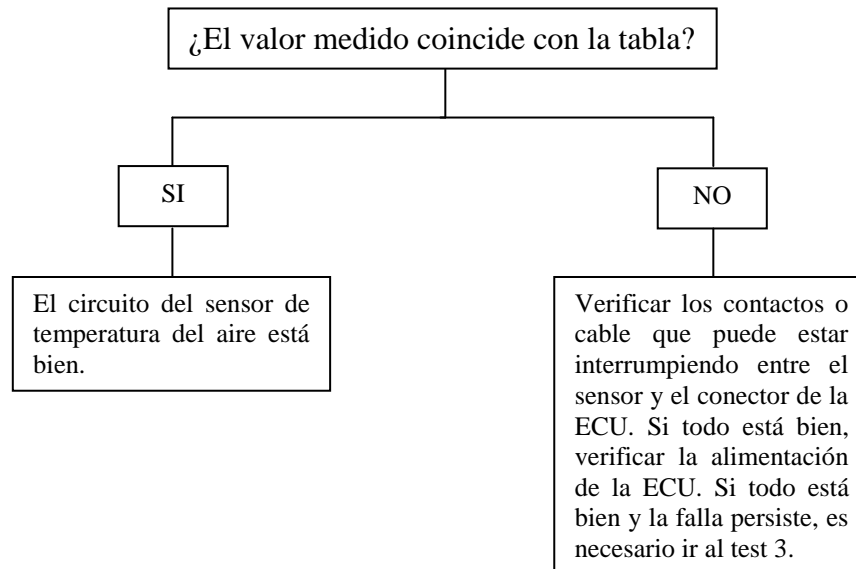 ¿El valor medido coincide con la tabla?
SI
NO
El circuito del sensor de
temperatura del aire está
bien.
Verificar los contactos o
cable que puede estar
interrumpiendo entre el
sensor y el conector de la
ECU. Si todo está bien,
verificar la alimentación
de la ECU. Si todo está
bien y la falla persiste, es
necesario ir al test 3.